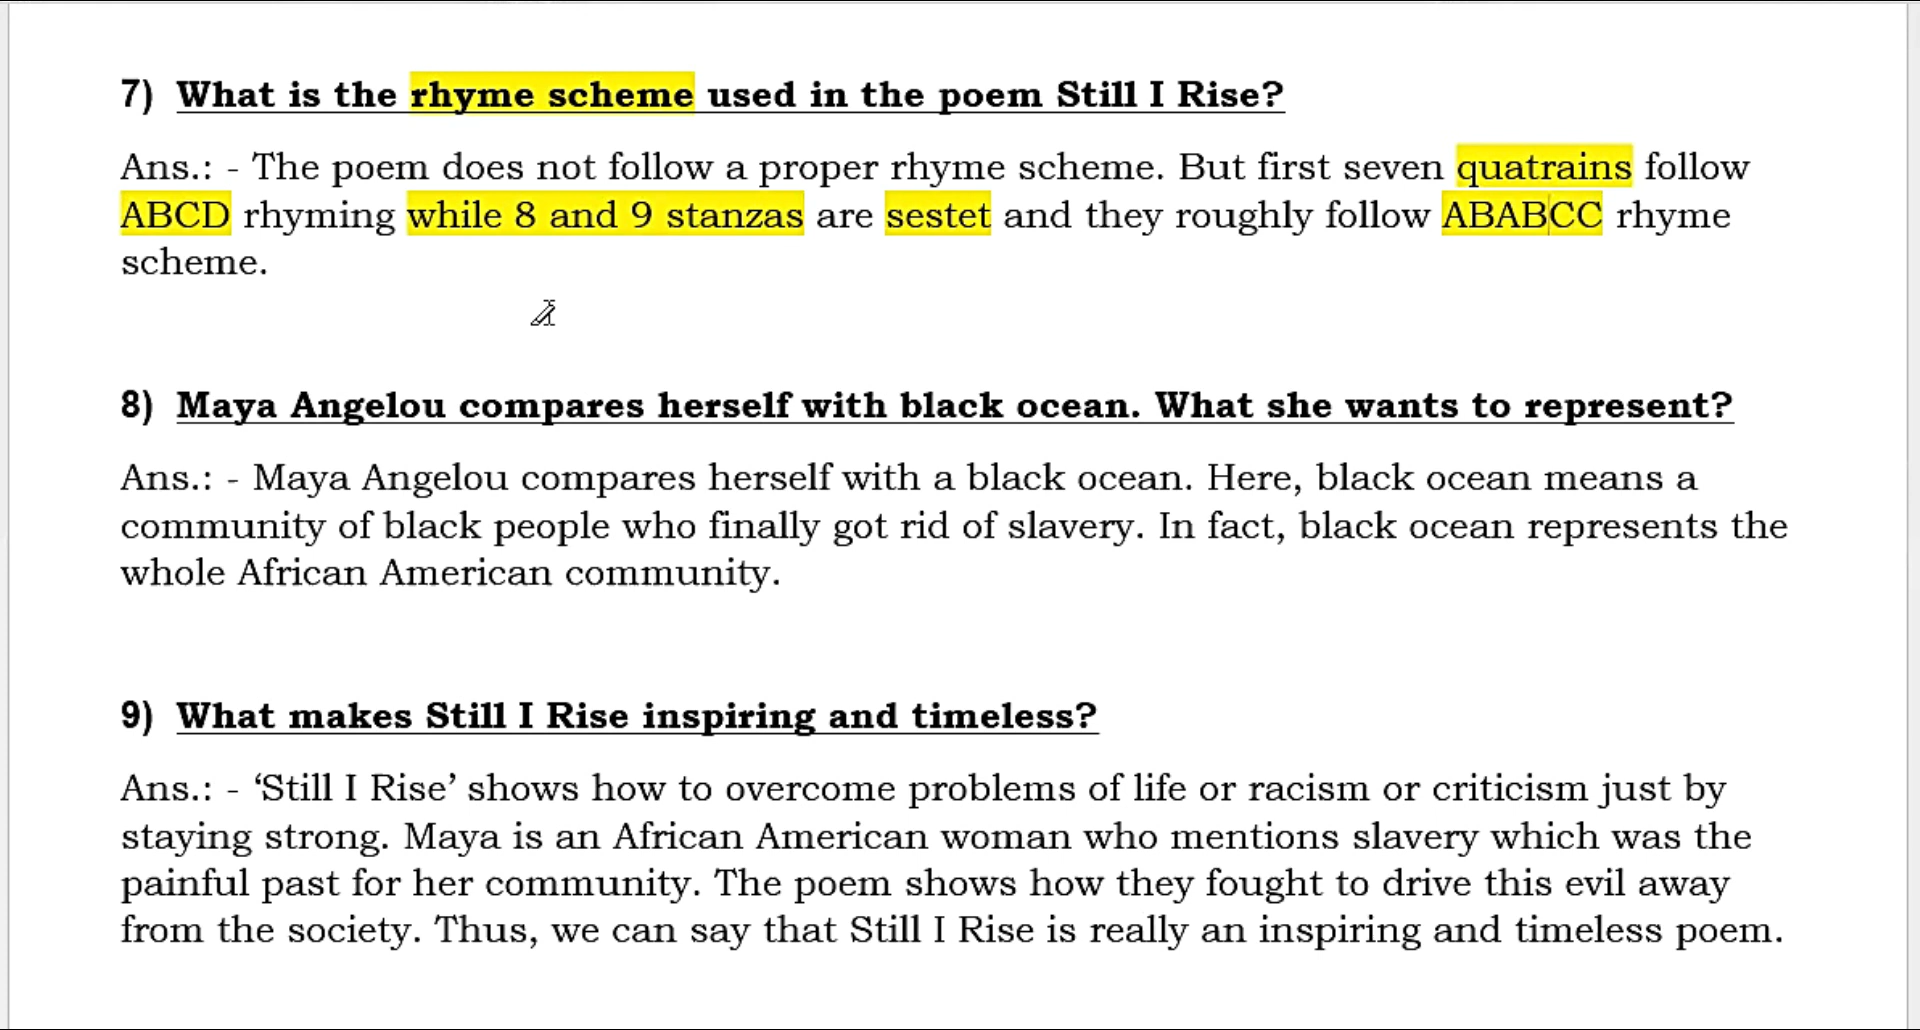 7) What is the rhyme scheme used in the poem Still I Rise?
Ans.: - The poem does not follow a proper rhyme scheme. But first seven quatrains follow
ABCD rhyming while 8 and 9 stanzas are sestet and they roughly follow ABABCC rhyme
scheme.
8) Maya Angelou compares herself with black ocean. What she wants to represent?
Ans.: - Maya Angelou compares herself with a black ocean. Here, black ocean means a
community of black people who finally got rid of slavery. In fact, black ocean represents the
whole African American community.
9) What makes Still I Rise inspiring and timeless?
Ans.: - ‘Still I Rise’ shows how to overcome problems of life or racism or criticism just by
staying strong. Maya is an African American woman who mentions slavery which was the
painful past for her community. The poem shows how they fought to drive this evil away
from the society. Thus, we can say that Still I Rise is really an inspiring and timeless poem.